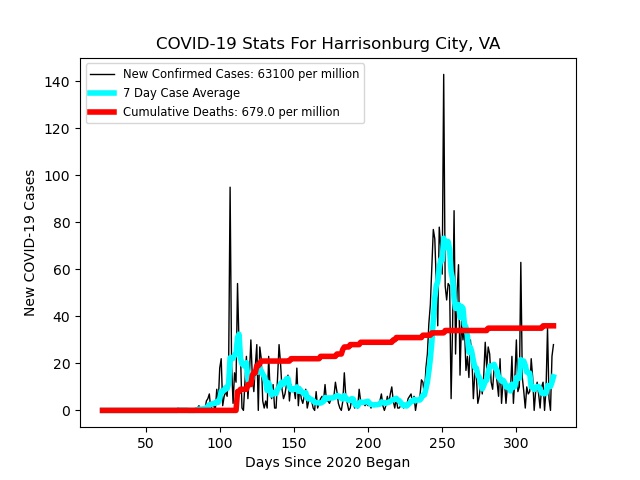 COVID-19 Stats For Harrisonburg City, VA
New Confirmed Cases: 63100 per million
7 Day Case Average
Cumulative Deaths: 679.0 per million
New COVID-19 Cases
140
120
100
80
60
40
20
0
50
100
150
200
250
300
Days Since 2020 Began